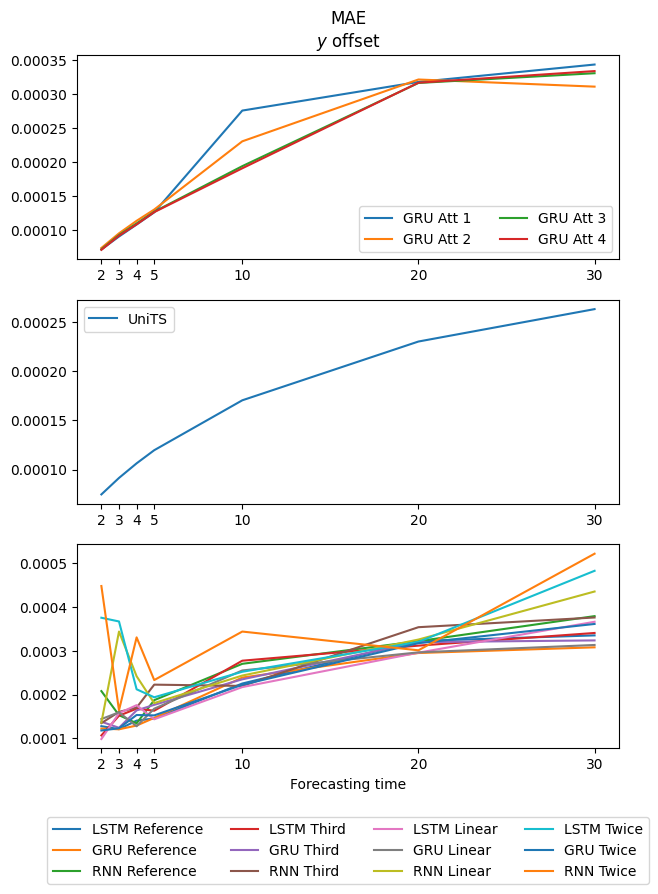 MAE
y offset
0.00035
0.00030
0.00025
0.00020
0.00015
0.00010
GRU Att 1 GRU Att 3
GRU Att 2 GRU Att 4
2 3 4 5 10 20 30
UniTS
0.00025
0.00020
0.00015
0.00010
2 3 4 5 10 20 30
0.0005
0.0004
0.0003
0.0002
0.0001
2 3 4 5 10 20 30
Forecasting time
LSTM Reference LSTM Third LSTM Linear LSTM Twice
GRU Reference GRU Third GRU Linear GRU Twice
RNN Reference RNN Third RNN Linear RNN Twice